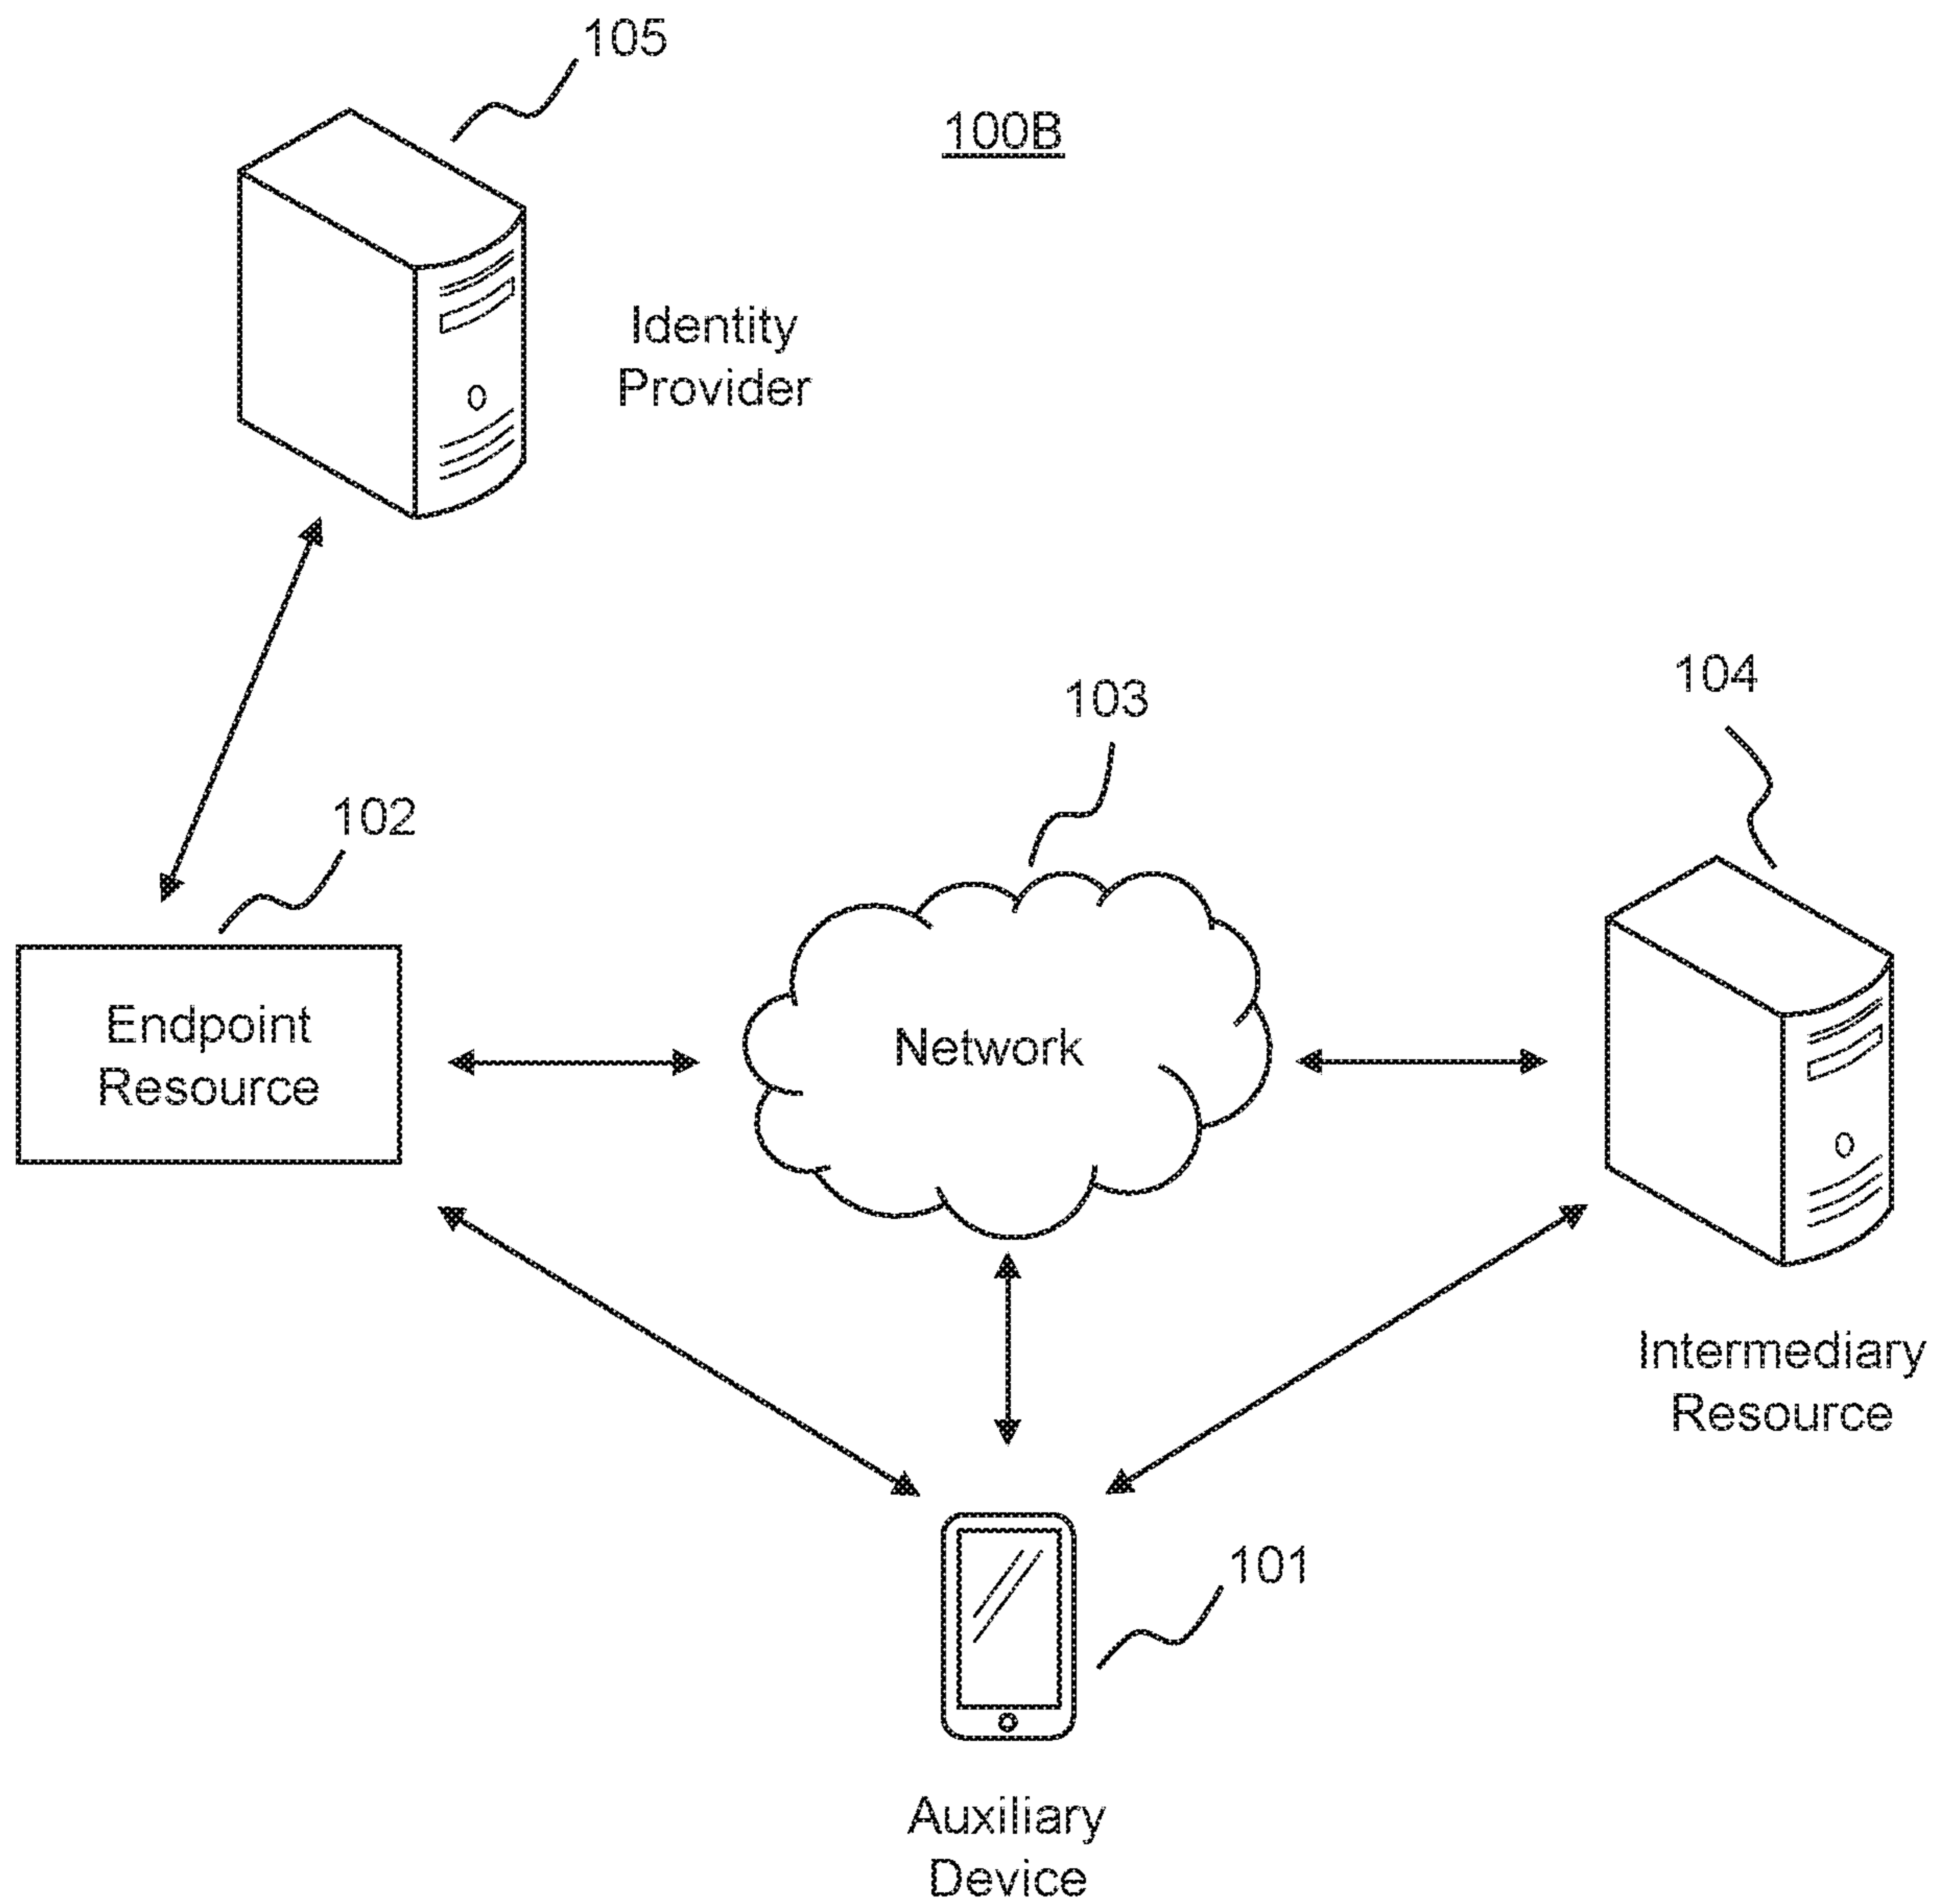 105
100B
Identity
Provider
103
104
102
Endpoint
Resource
Network
Intermediary
Resource
101
Auxiliary
Device